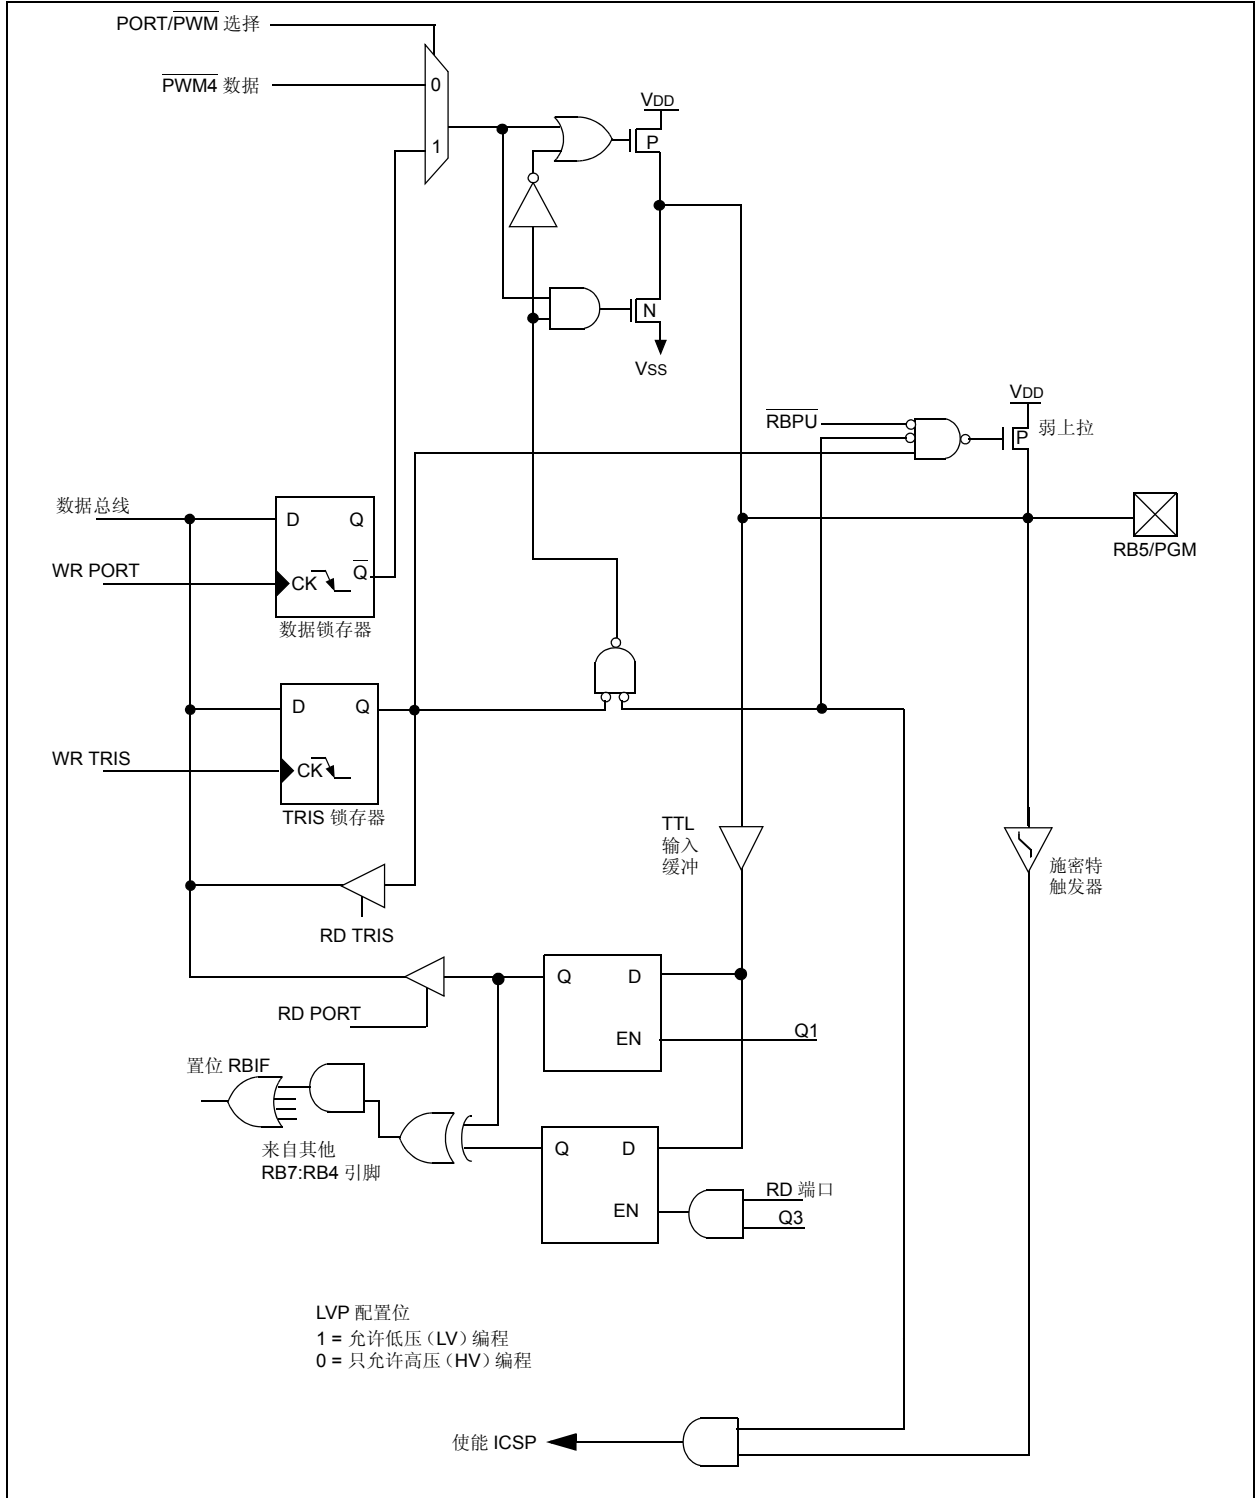 PORT/PWM 选择
PWM4 数据
0
1
VDD
P
N
VSS
RBPU
VDD
P
弱上拉
数据总线
D
Q
WR PORT
CK
Q
数据锁存器
RB5/PGM
D
Q
WR TRIS
CK
TRIS 锁存器
TTL
输入
缓冲
施密特
触发器
RD TRIS
Q
D
RD PORT
EN
Q1
置位 RBIF
来自其他
RB7:RB4 引脚
Q
D
EN
RD 端口
Q3
LVP 配置位
1 = 允许低压（LV）编程
0 = 只允许高压（HV）编程
使能 ICSP